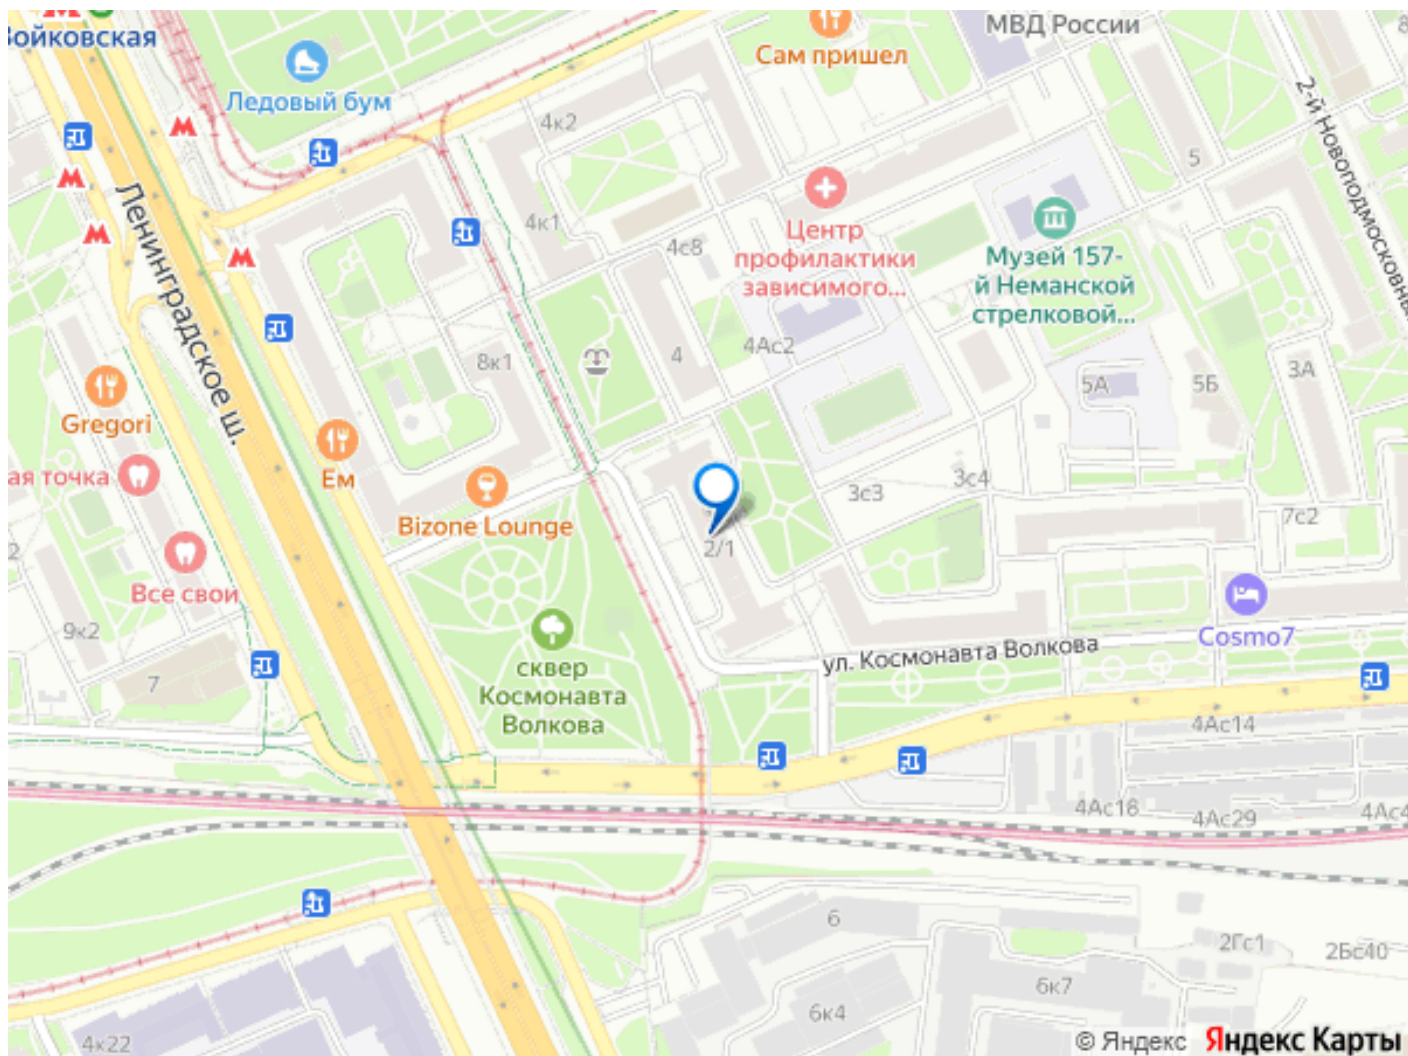 Войковская
МВД России
Сам пришел
Ледовый бум
2-й Новоподмосковны
4к2
5
4к1
4с8
Центр
профилактики
зависимого...
Музей 157-
й Неманской
стрелковой...
Ленинградское ш.
8к1
4
4Ас2
5А
5Б
3А
Gregori
ая точка
Ем
3с3
3с4
7с2
Bizone Lounge
2/1
Все свои
Cosmo7
9к2
ул. Космонавта Волкова
сквер
Космонавта
Волкова
7
4Ас14
4Ас18
4Ас29
4Ас4
6
2Гс1
2Бс40
6к7
6к4
4к22
© Яндекс Яндекс Карты